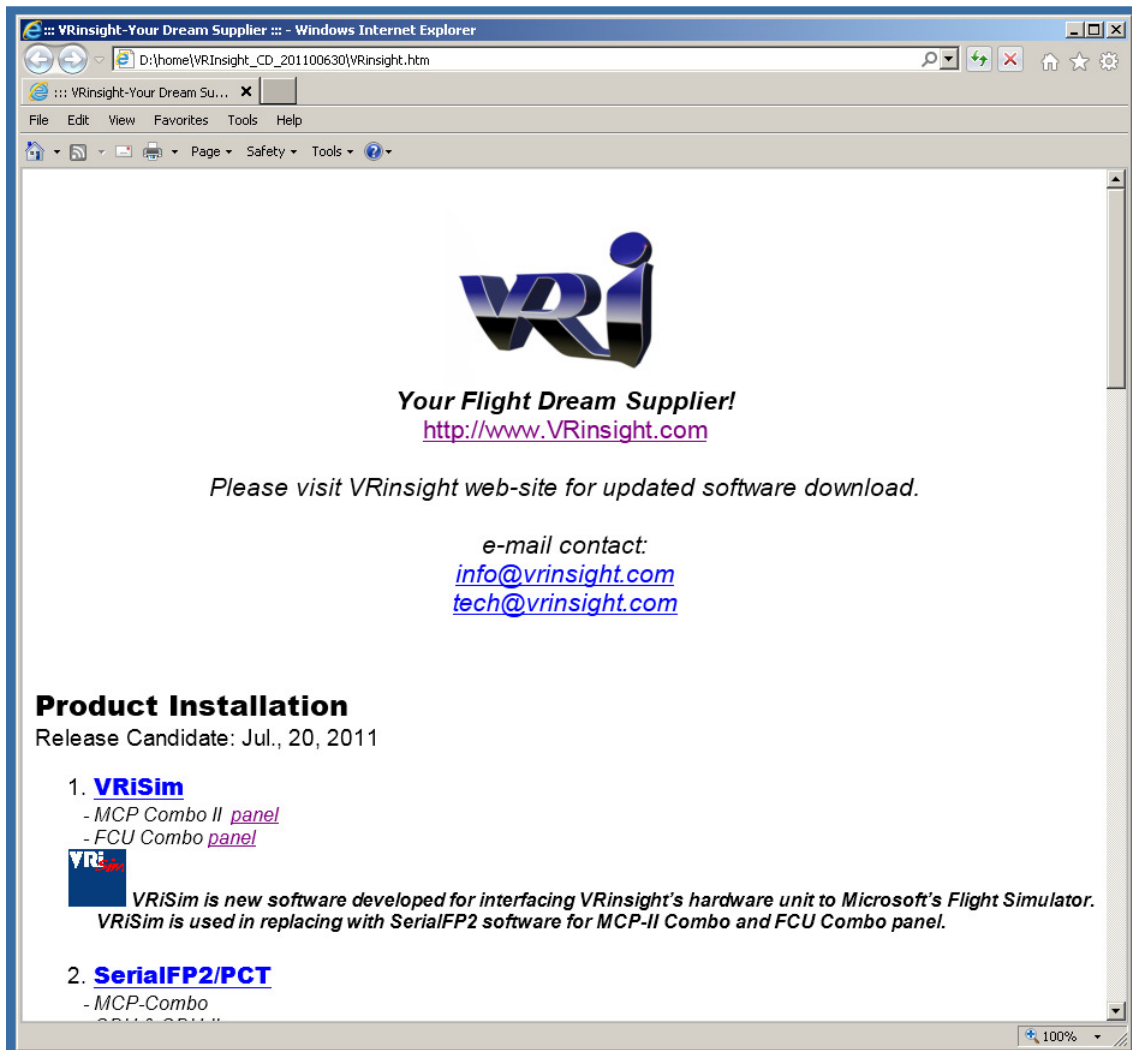 ::: VRinsight-Your Dream Supplier ::: - Windows Internet Explorer
D:\home\VRInsight_CD_201100630\VRinsight.htm
::: VRinsight-Your Dream Su...
File Edit View Favorites Tools Help
Page Safety Tools
VRi
Your Flight Dream Supplier!
http://www.VRinsight.com
Please visit VRinsight web-site for updated software download.
e-mail contact:
info@vrinsight.com
tech@vrinsight.com
Product Installation
Release Candidate: Jul., 20, 2011
1. VRiSim
- MCP Combo II panel
- FCU Combo panel
VRi Sim
VRiSim is new software developed for interfacing VRinsight's hardware unit to Microsoft's Flight Simulator.
VRiSim is used in replacing with SerialFP2 software for MCP-II Combo and FCU Combo panel.
2. SerialFP2/PCT
- MCP-Combo
100%